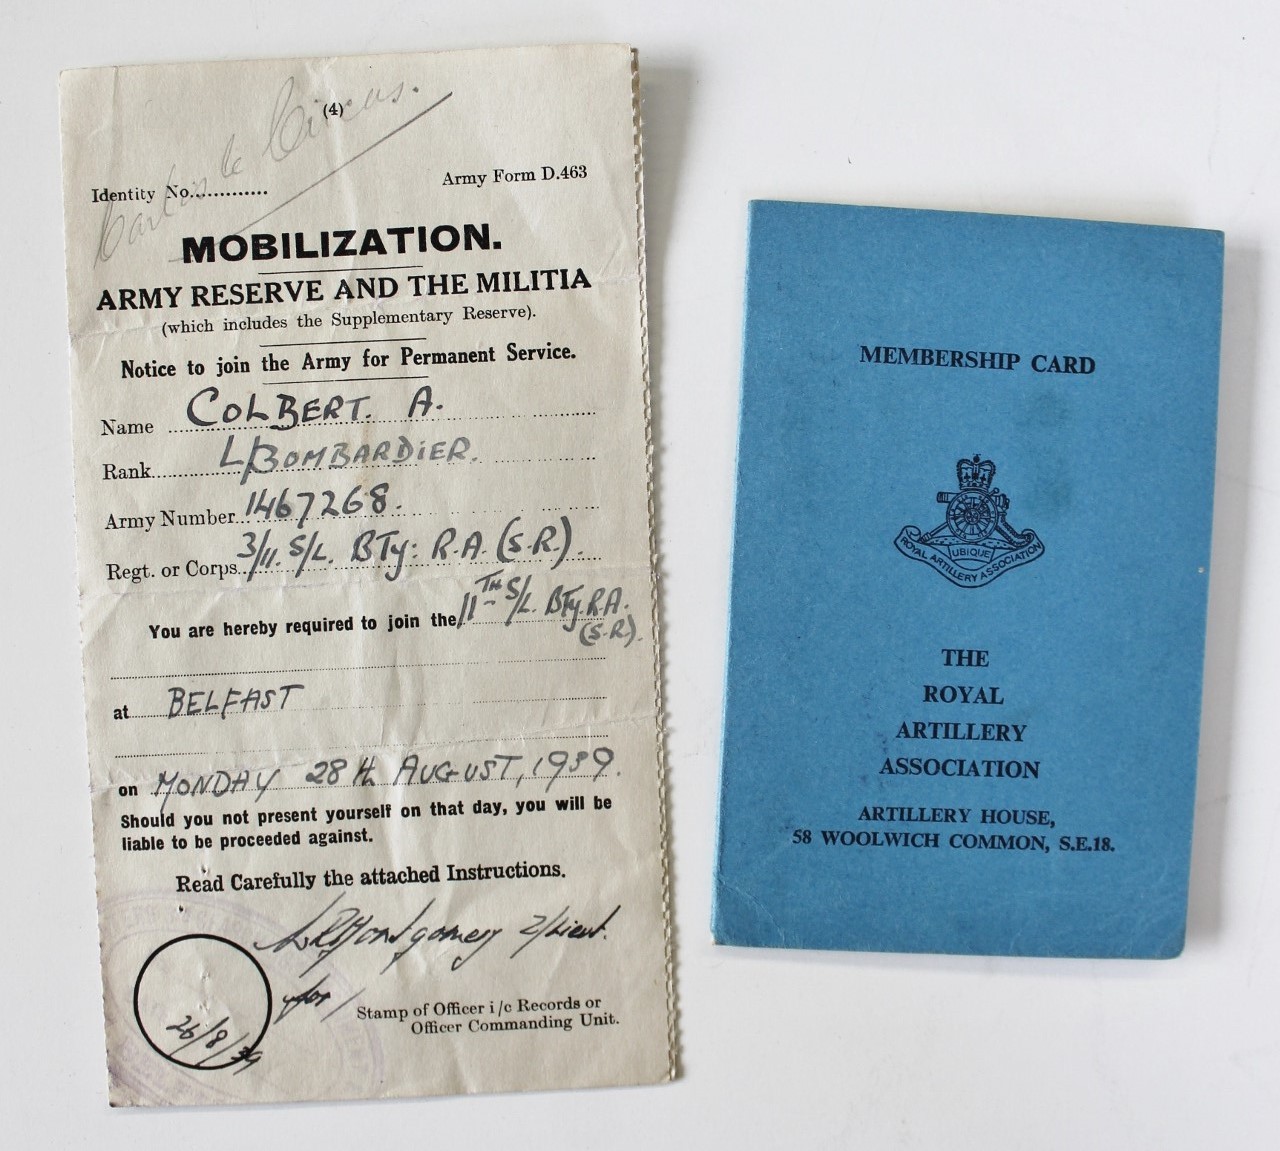 (4)
Circus.
Identity No.............
Army Form D.463
MOBILIZATION.
ARMY RESERVE AND THE MILITIA
(which includes the Supplementary Reserve).
Notice to join the Army for Permanent Service.
Name COLBERT. A.
Rank L/BOMBARDIER.
Army Number 1467268.
Regt. or Corps 3/11. S/L. BTY: R.A. (S.R.)
You are hereby required to join the 11TH S/L. BTY. R.A.
(S.R.).
at BELFAST
on MONDAY 28th AUGUST, 1939.
Should you not present yourself on that day, you will be
liable to be proceeded against.
Read Carefully the attached Instructions.
Montgomery 2/Lieut.
for
Stamp of Officer i/c Records or
Officer Commanding Unit.
26/8/39
MEMBERSHIP CARD
UBIQUE
ROYAL ARTILLERY ASSOCIATION
THE
ROYAL
ARTILLERY
ASSOCIATION
ARTILLERY HOUSE,
58 WOOLWICH COMMON, S.E.18.